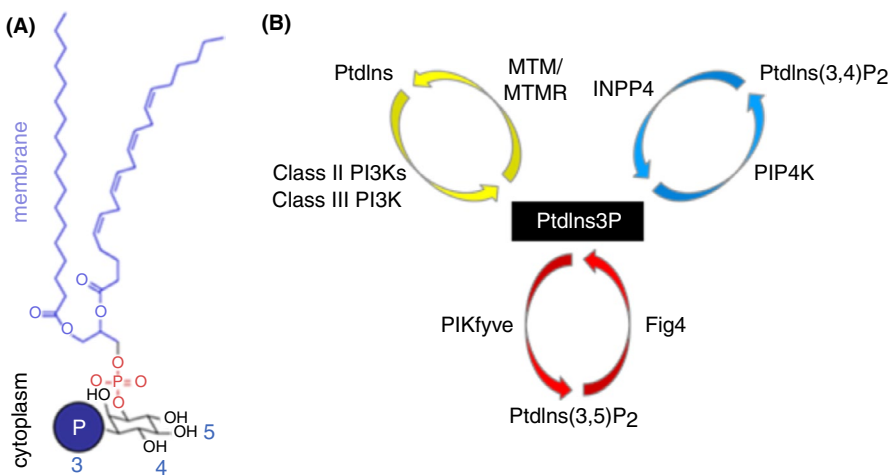 (A)
membrane
cytoplasm
O
O
O
O
O
O P O
O
HO
OH
OH
OH
P
3
4
5
(B)
PtdIns
MTM/
MTMR
Class II PI3Ks
Class III PI3K
INPP4
PtdIns(3,4)P2
PIP4K
PtdIns3P
PIKfyve
Fig4
PtdIns(3,5)P2